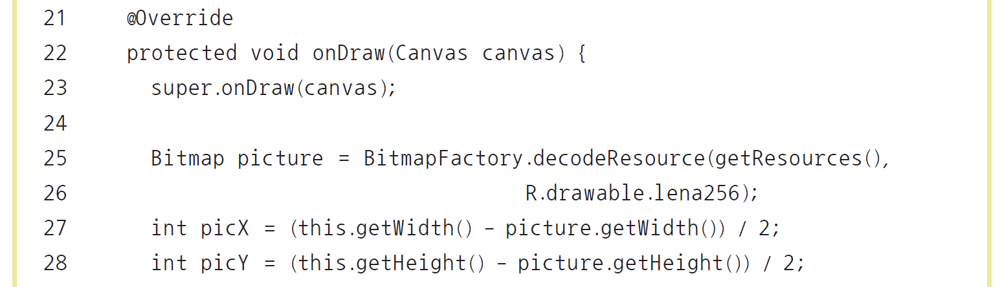 21 @Override
22 protected void onDraw(Canvas canvas) {
23 super.onDraw(canvas);
24
25 Bitmap picture = BitmapFactory.decodeResource(getResources(),
26 R.drawable.lena256);
27 int picX = (this.getWidth() - picture.getWidth()) / 2;
28 int picY = (this.getHeight() - picture.getHeight()) / 2;